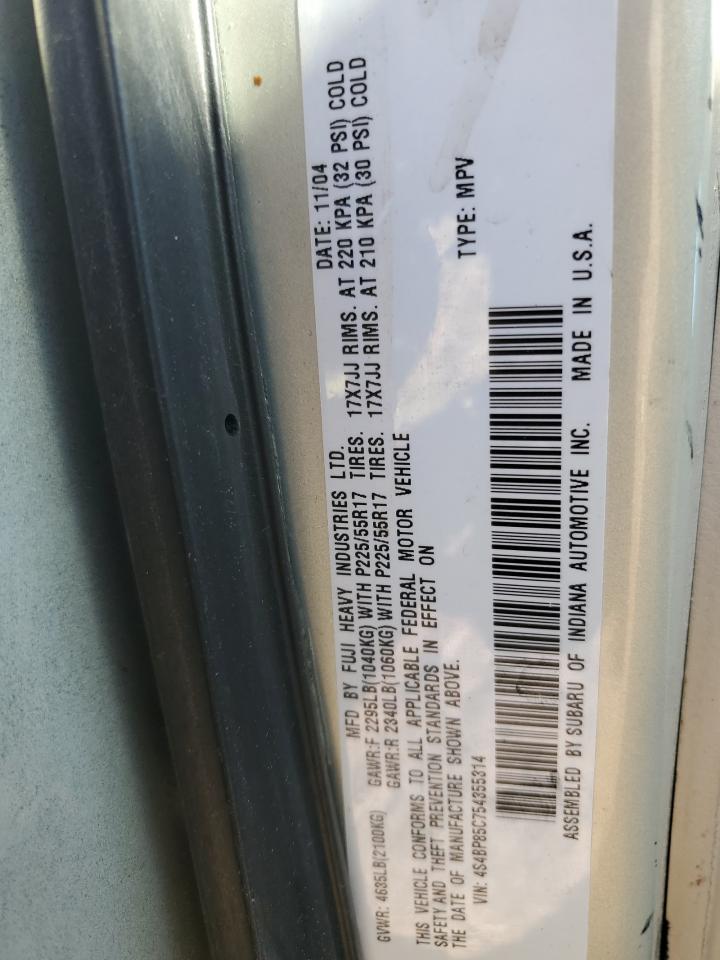 MFD BY FUJI HEAVY INDUSTRIES LTD. DATE: 11/04
GVWR: 4635LB(2100KG) GAWR:F 2295LB(1040KG) WITH P225/55R17 TIRES. 17X7JJ RIMS. AT 220 KPA (32 PSI) COLD
GAWR:R 2340LB(1060KG) WITH P225/55R17 TIRES. 17X7JJ RIMS. AT 210 KPA (30 PSI) COLD
THIS VEHICLE CONFORMS TO ALL APPLICABLE FEDERAL MOTOR VEHICLE
SAFETY AND THEFT PREVENTION STANDARDS IN EFFECT ON
THE DATE OF MANUFACTURE SHOWN ABOVE.
VIN: 4S4BP85C754355314 TYPE: MPV
ASSEMBLED BY SUBARU OF INDIANA AUTOMOTIVE INC. MADE IN U.S.A.